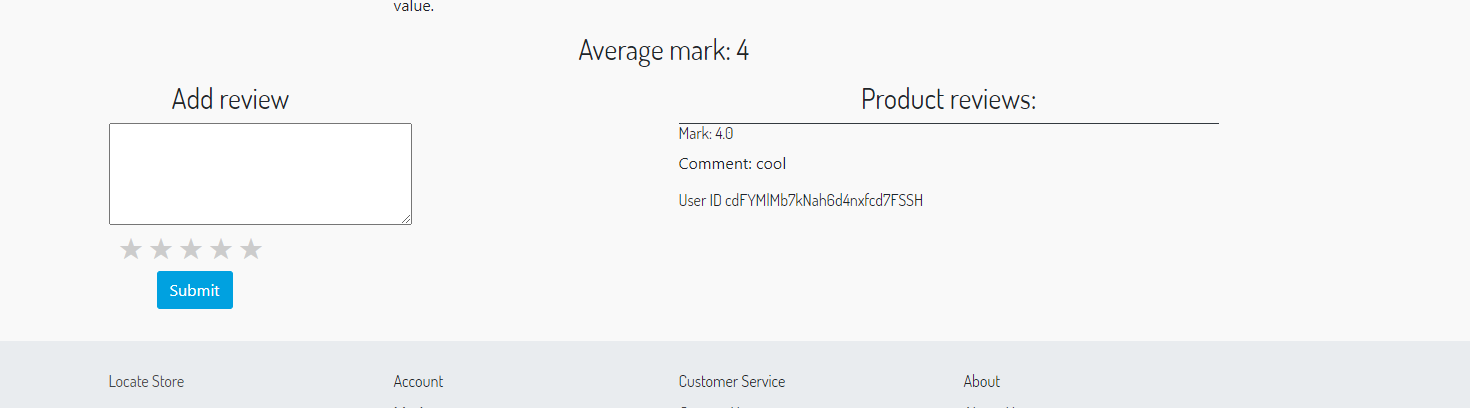 value.
Average mark: 4
Add review
Product reviews:
Mark: 4.0
Comment: cool
User ID cdFYMlMb7kNah6d4nxfcd7FSSH
Submit
Locate Store
Account
Customer Service
About